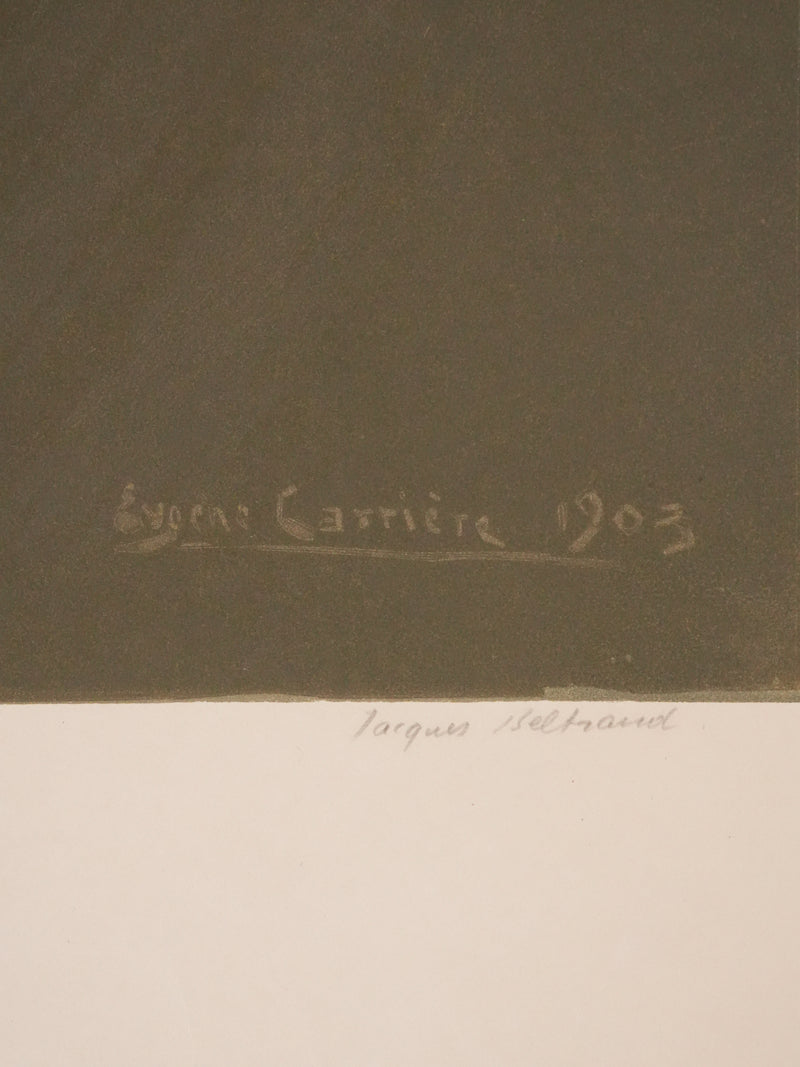 Eugène Carrière 1903
Jacques Beltrand